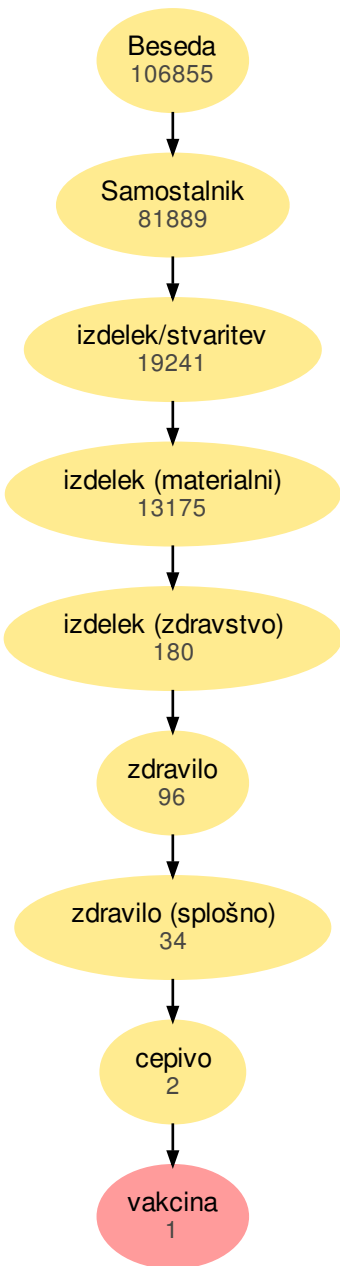 Beseda
106855
Samostalnik
81889
izdelek/stvaritev
19241
izdelek (materialni)
13175
izdelek (zdravstvo)
180
zdravilo
96
zdravilo (splošno)
34
cepivo
2
vakcina
1